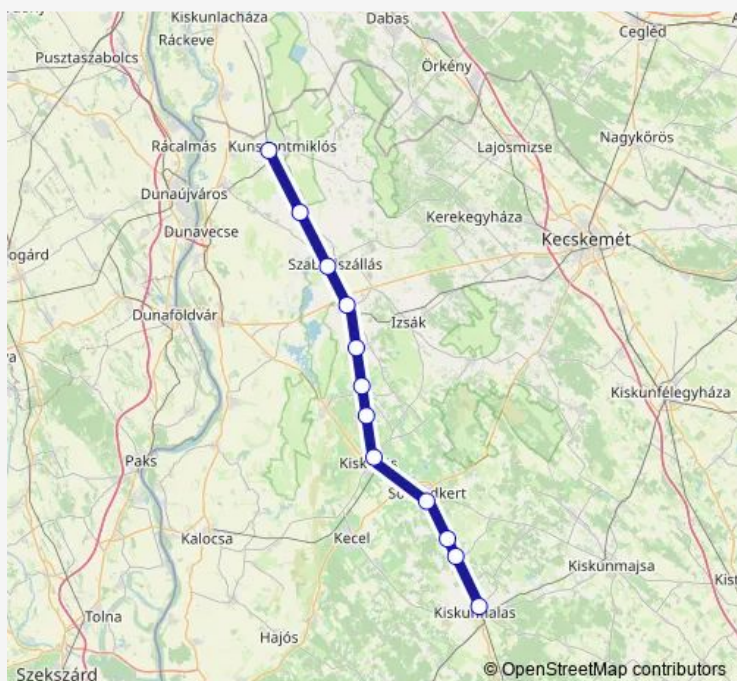 Kiskunlacháza
Dabas
Cegléd
Ráckeve
Pusztaszabolcs
Örkény
Rácalmás
Lajosmizse
Nagykőrös
Dunaújváros
Kerekegyháza
Dunavecse
Kecskemét
Dunaföldvár
Izsák
Kiskunfélegyháza
Paks
Kalocsa
Kecel
Kiskunmajsa
Tolna
Hajós
Szekszárd
© OpenStreetMap contributors